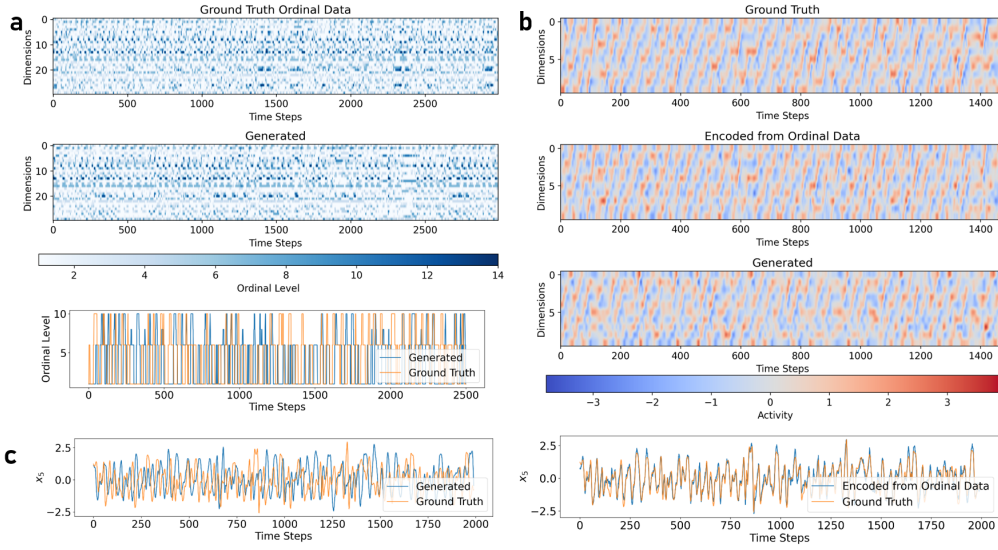 a
Ground Truth Ordinal Data
Dimensions
0
10
20
0 500 1000 1500 2000 2500
Time Steps
Generated
Dimensions
0
10
20
0 500 1000 1500 2000 2500
Time Steps
2 4 6 8 10 12 14
Ordinal Level
Ordinal Level
10
5
Generated
Ground Truth
0 500 1000 1500 2000 2500
Time Steps
b
Ground Truth
Dimensions
0
5
0 200 400 600 800 1000 1200 1400
Time Steps
Encoded from Ordinal Data
Dimensions
0
5
0 200 400 600 800 1000 1200 1400
Time Steps
Generated
Dimensions
0
5
0 200 400 600 800 1000 1200 1400
Time Steps
−3 −2 −1 0 1 2 3
Activity
c
x5
2.5
0.0
−2.5
Generated
Ground Truth
0 250 500 750 1000 1250 1500 1750 2000
Time Steps
x5
2.5
0.0
−2.5
Encoded from Ordinal Data
Ground Truth
0 250 500 750 1000 1250 1500 1750 2000
Time Steps